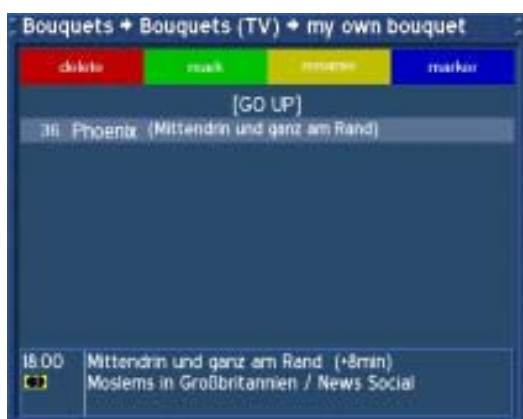 Bouquets → Bouquets (TV) → my own bouquet
delete mark rename marker
[GO UP]
36 Phoenix (Mittendrin und ganz am Rand)
18:00 Mittendrin und ganz am Rand (+8min)
Moslems in Großbritannien / News Social